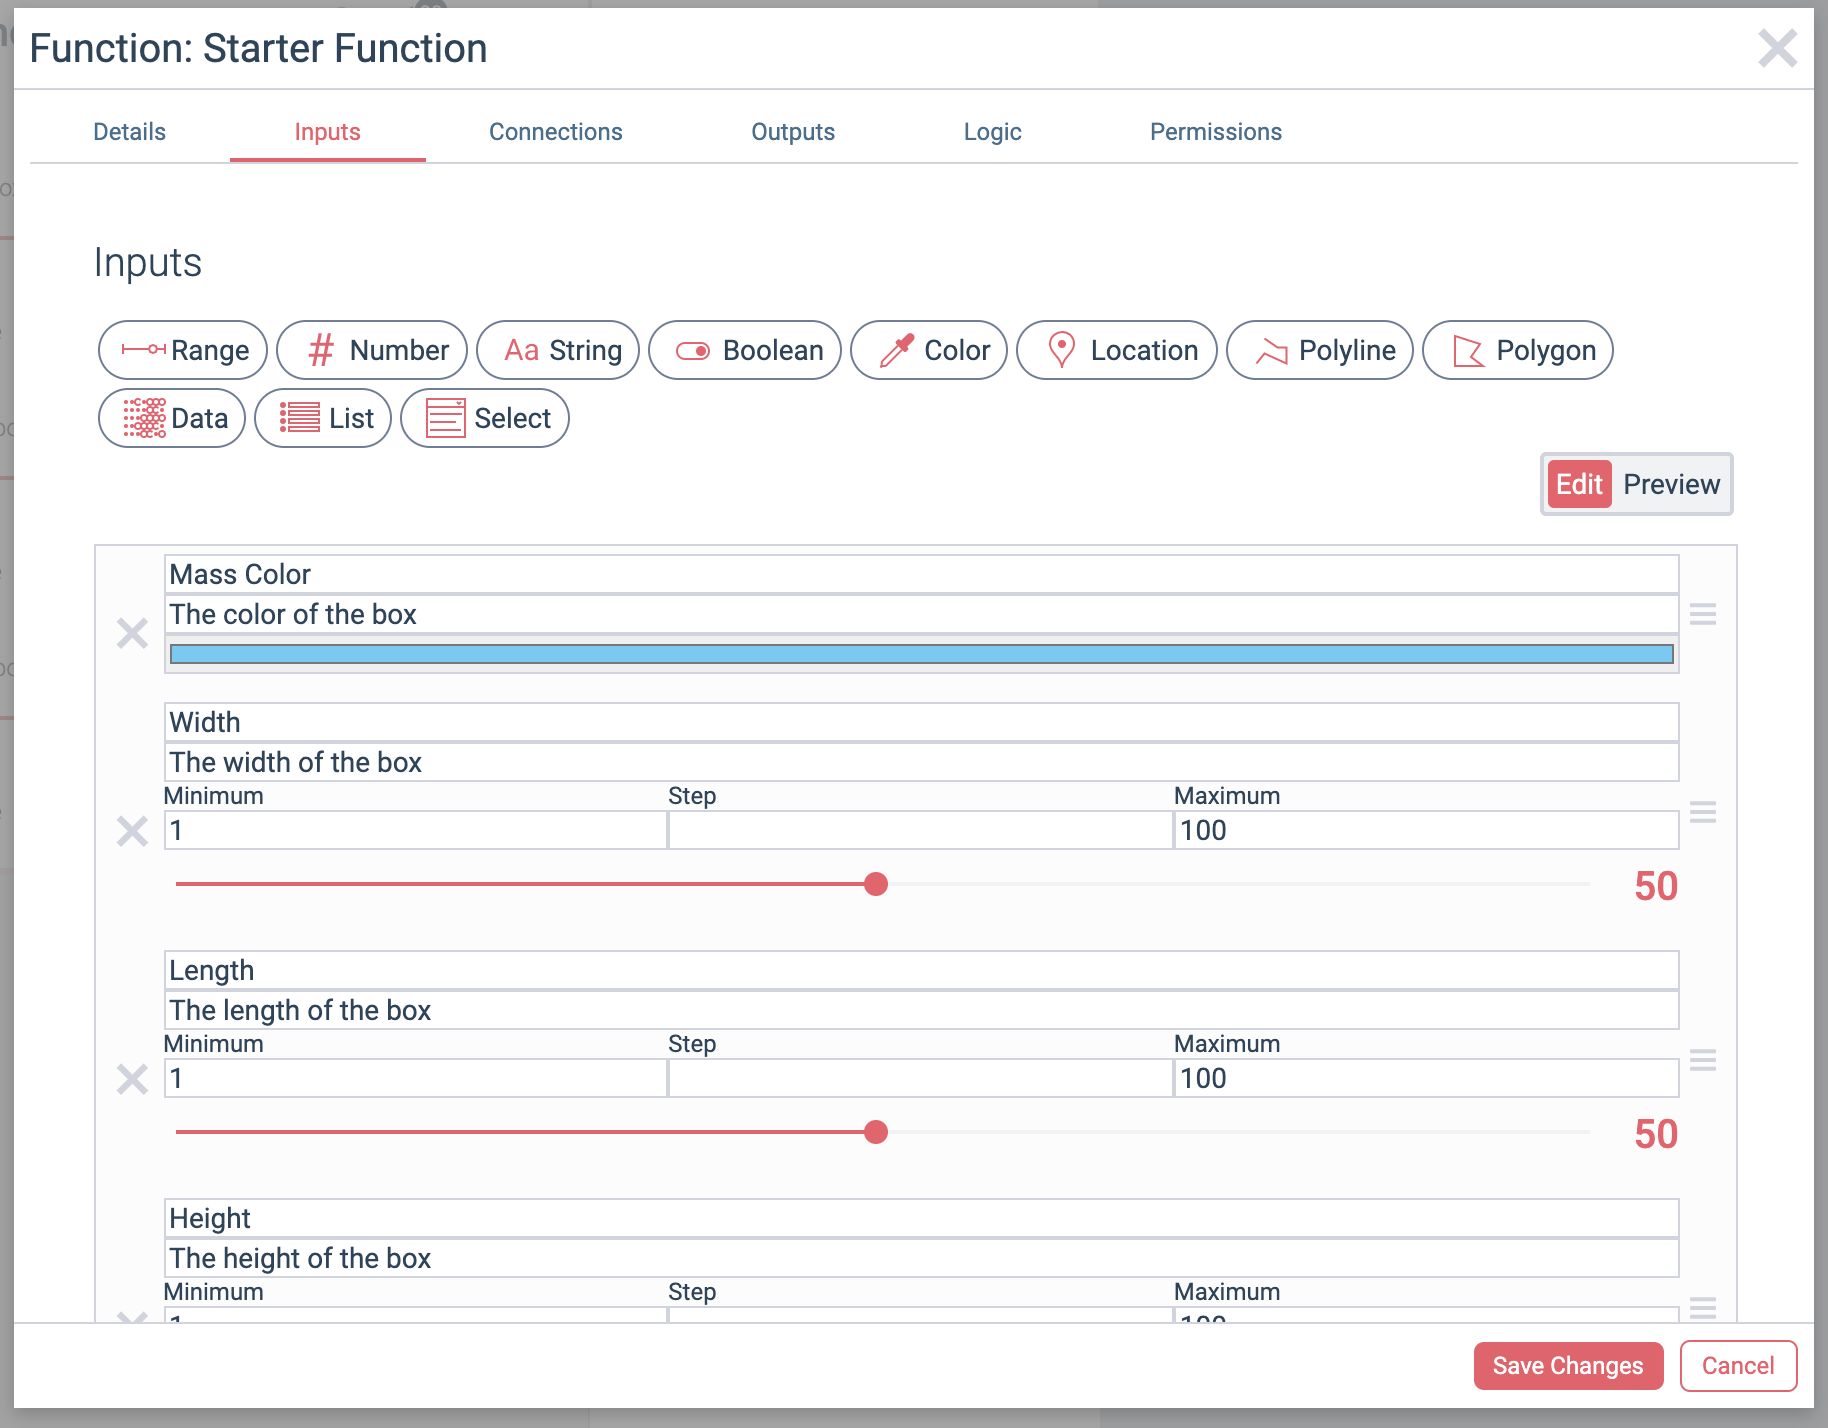 Function: Starter Function
Details Inputs Connections Outputs Logic Permissions
Inputs
Range # Number Aa String Boolean Color Location Polyline Polygon
Data List Select
Edit Preview
Mass Color
The color of the box
Width
The width of the box
Minimum Step Maximum
1 100
50
Length
The length of the box
Minimum Step Maximum
1 100
50
Height
The height of the box
Minimum Step Maximum
1 100
Save Changes Cancel